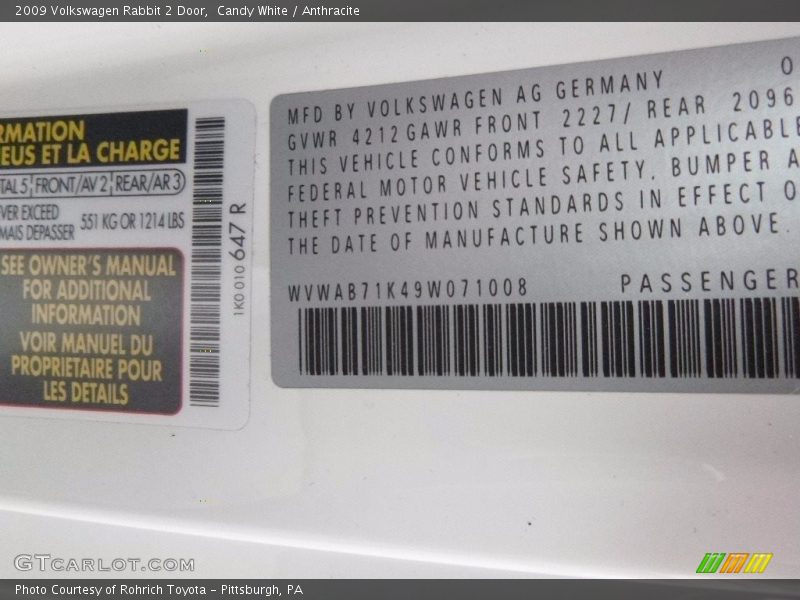 2009 Volkswagen Rabbit 2 Door,  Candy White / Anthracite
RMATION
EUS ET LA CHARGE
TAL 5 FRONT/AV 2 REAR/AR 3
VER EXCEED
MAIS DEPASSER
551 KG OR 1214 LBS
SEE OWNER'S MANUAL
FOR ADDITIONAL
INFORMATION
VOIR MANUEL DU
PROPRIETAIRE POUR
LES DETAILS
1K0 010 647 R
MFD BY VOLKSWAGEN AG GERMANY 0
GVWR 4212 GAWR FRONT 2227/ REAR 2096
THIS VEHICLE CONFORMS TO ALL APPLICABLE
FEDERAL MOTOR VEHICLE SAFETY, BUMPER A
THEFT PREVENTION STANDARDS IN EFFECT O
THE DATE OF MANUFACTURE SHOWN ABOVE.
WVWAB71K49W071008 PASSENGER
GTCARLOT.COM
Photo Courtesy of Rohrich Toyota - Pittsburgh, PA